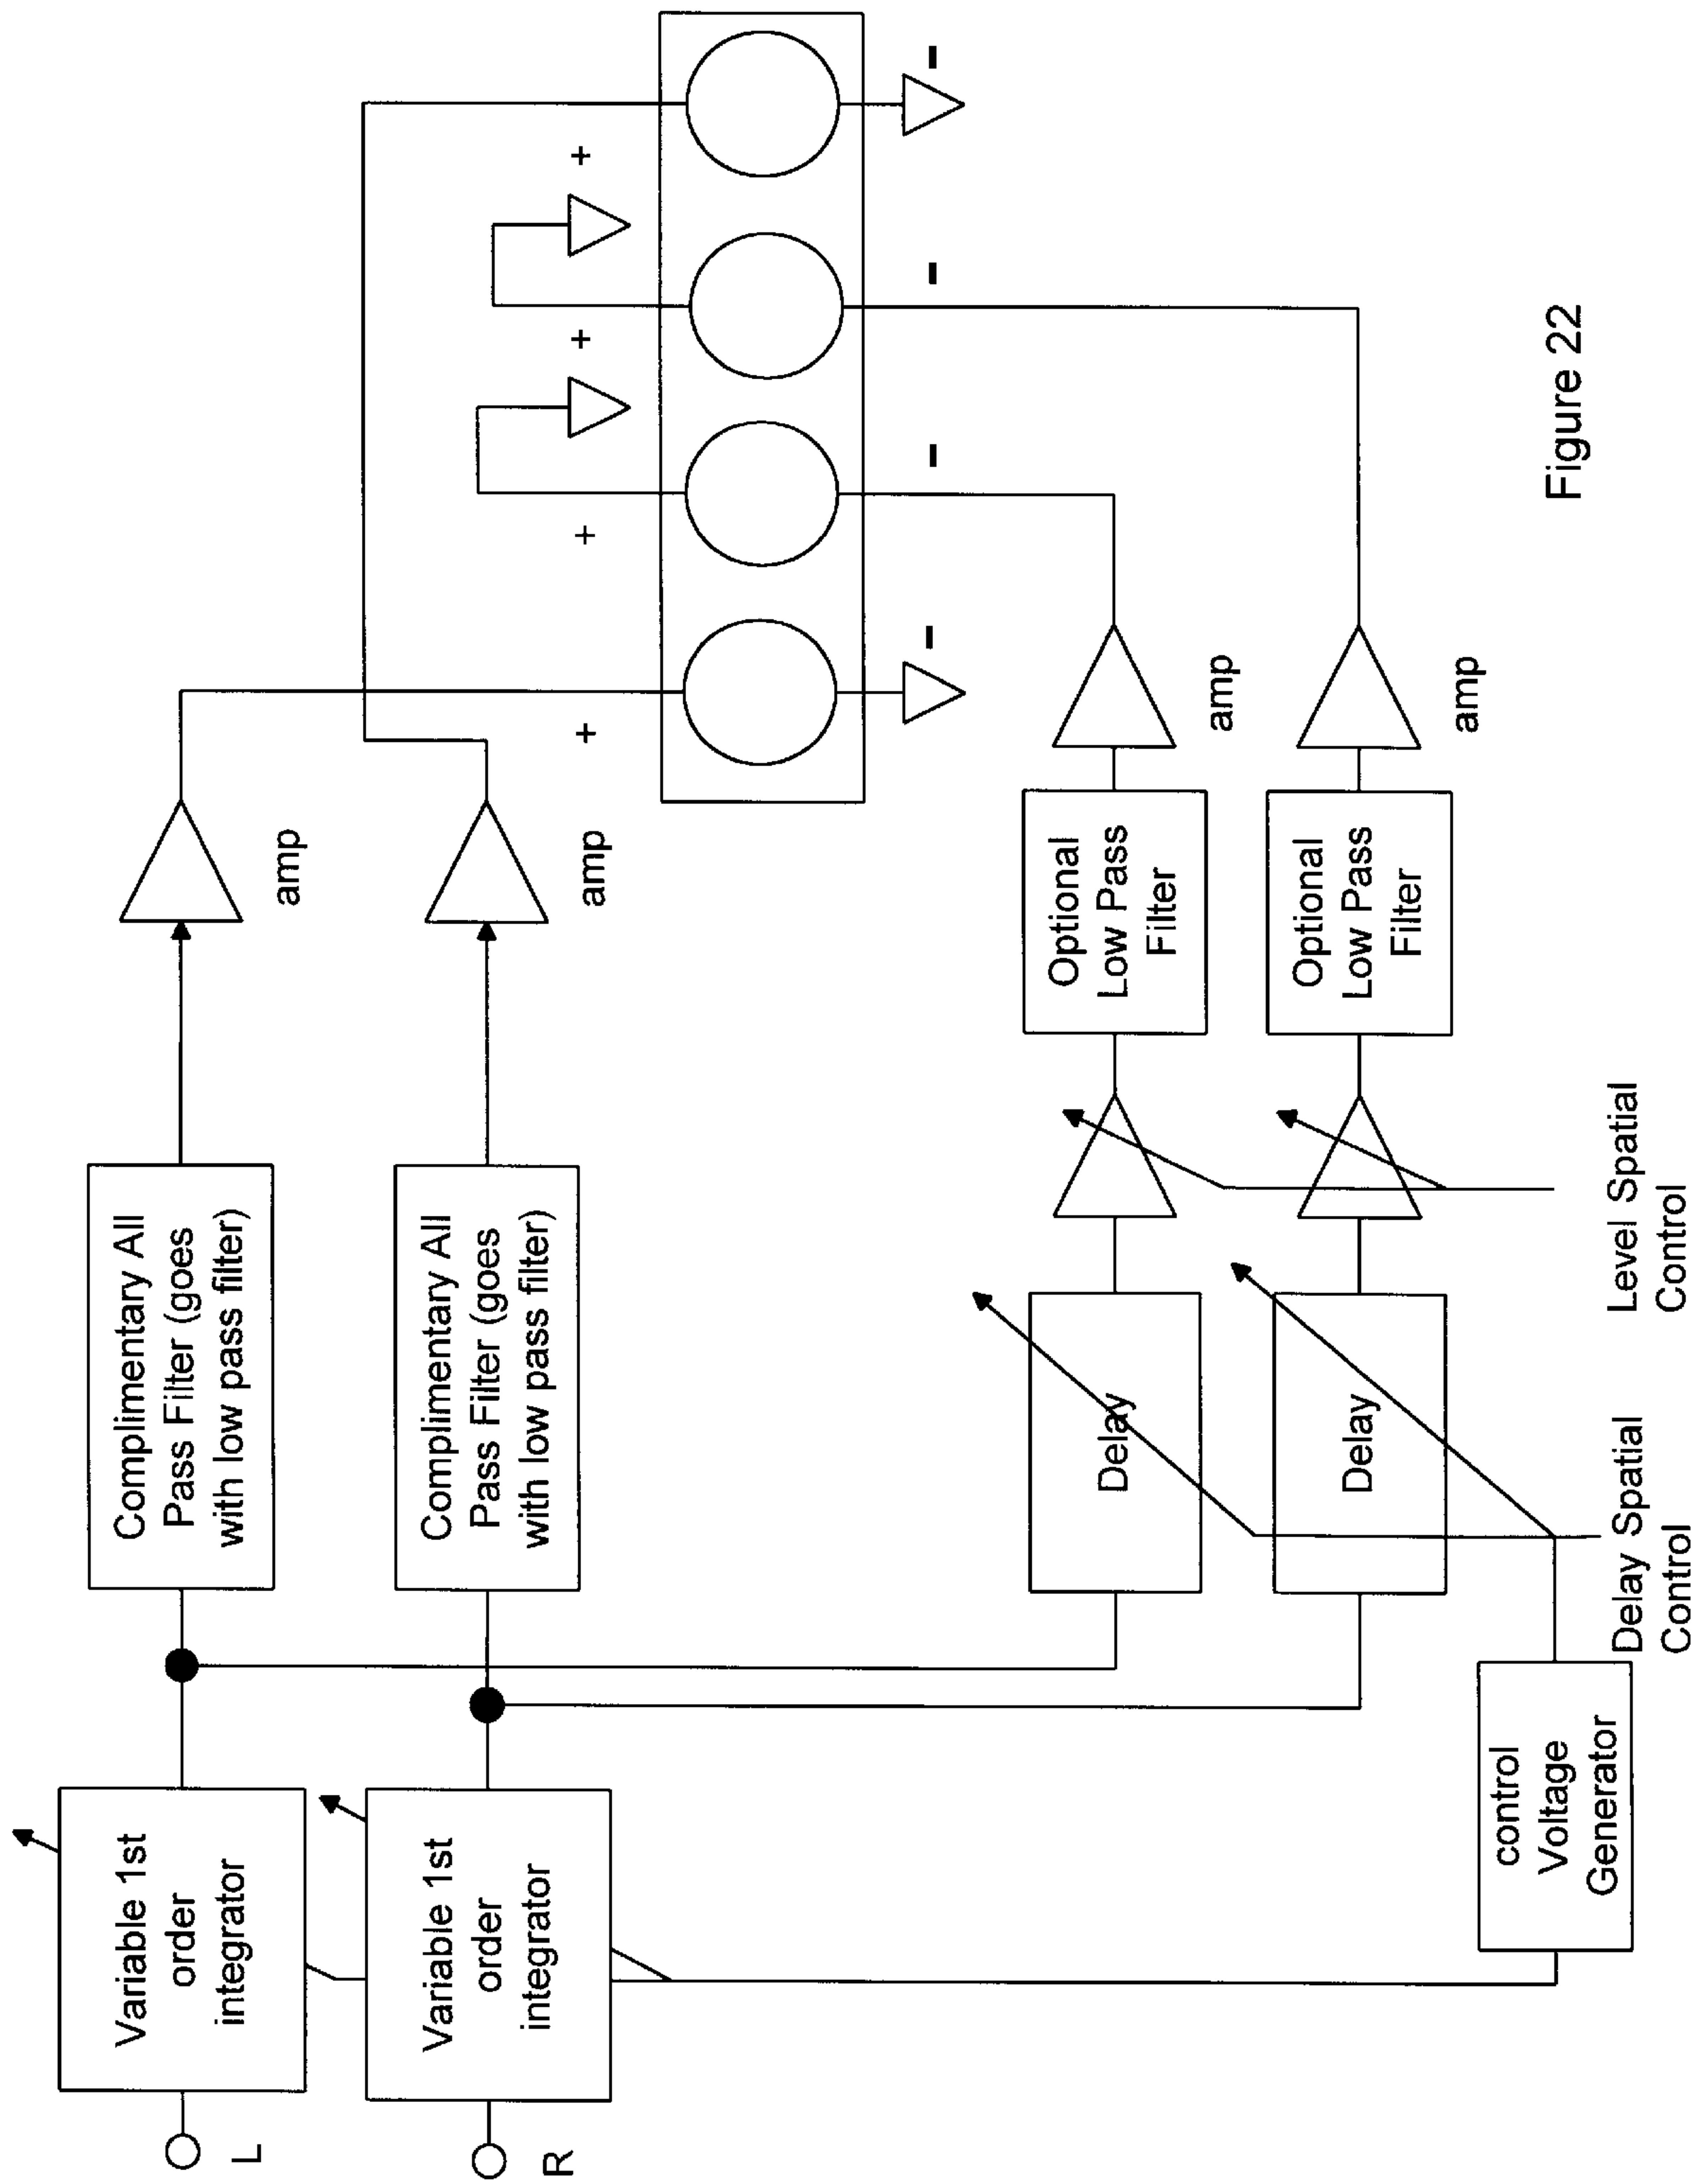 L
Variable 1st
order
integrator
Complimentary All
Pass Filter (goes
with low pass filter)
amp
R
Variable 1st
order
integrator
Complimentary All
Pass Filter (goes
with low pass filter)
amp
+
+
+
+
-
-
-
-
Delay
Optional
Low Pass
Filter
amp
Delay
Optional
Low Pass
Filter
amp
control
Voltage
Generator
Delay Spatial
Control
Level Spatial
Control
Figure 22